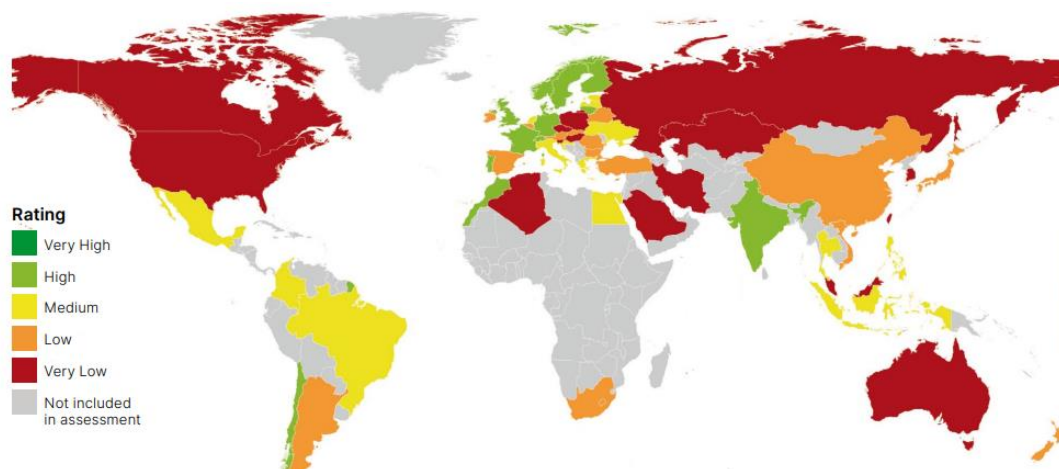 Rating
Very High
High
Medium
Low
Very Low
Not included
in assessment